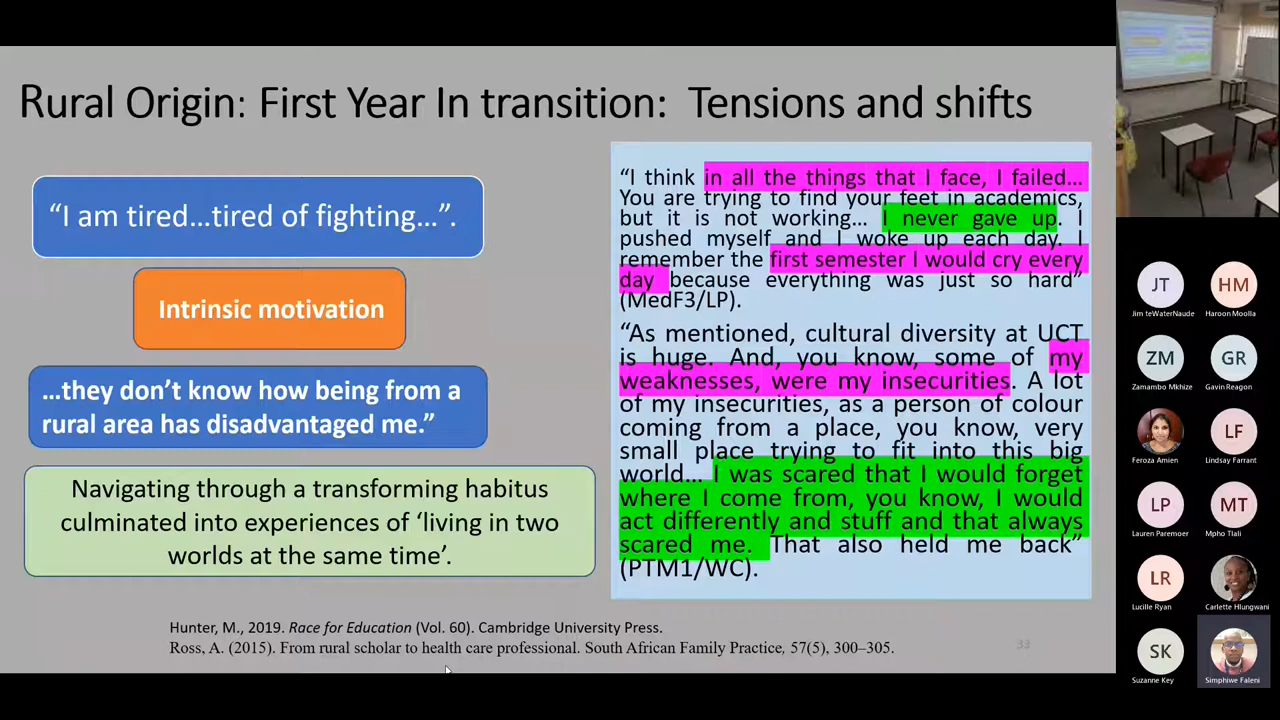 Rural Origin: First Year In transition: Tensions and shifts
“I am tired...tired of fighting...”.
Intrinsic motivation
...they don’t know how being from a
rural area has disadvantaged me.”
Navigating through a transforming habitus
culminated into experiences of ‘living in two
worlds at the same time’.
“I think in all the things that I face, I failed...
You are trying to find your feet in academics,
but it is not working... I never gave up. I
pushed myself and I woke up each day. I
remember the first semester I would cry every
day because everything was just so hard”
(MedF3/LP).
“As mentioned, cultural diversity at UCT
is huge. And, you know, some of my
weaknesses, were my insecurities. A lot
of my insecurities, as a person of colour
coming from a place, you know, very
small place trying to fit into this big
world... I was scared that I would forget
where I come from, you know, I would
act differently and stuff and that always
scared me. That also held me back”
(PTM1/WC).
Hunter, M., 2019. Race for Education (Vol. 60). Cambridge University Press.
Ross, A. (2015). From rural scholar to health care professional. South African Family Practice, 57(5), 300–305.
33
JT
HM
Jim teWaterNaude
Haroon Moolla
ZM
GR
Zamambo Mkhize
Gavin Reagon
LF
Feroza Amien
Lindsay Farrant
LP
MT
Lauren Paremoer
Mpho Tlali
LR
Lucille Ryan
Carlette Hlungwani
SK
Suzanne Key
Simphiwe Faleni